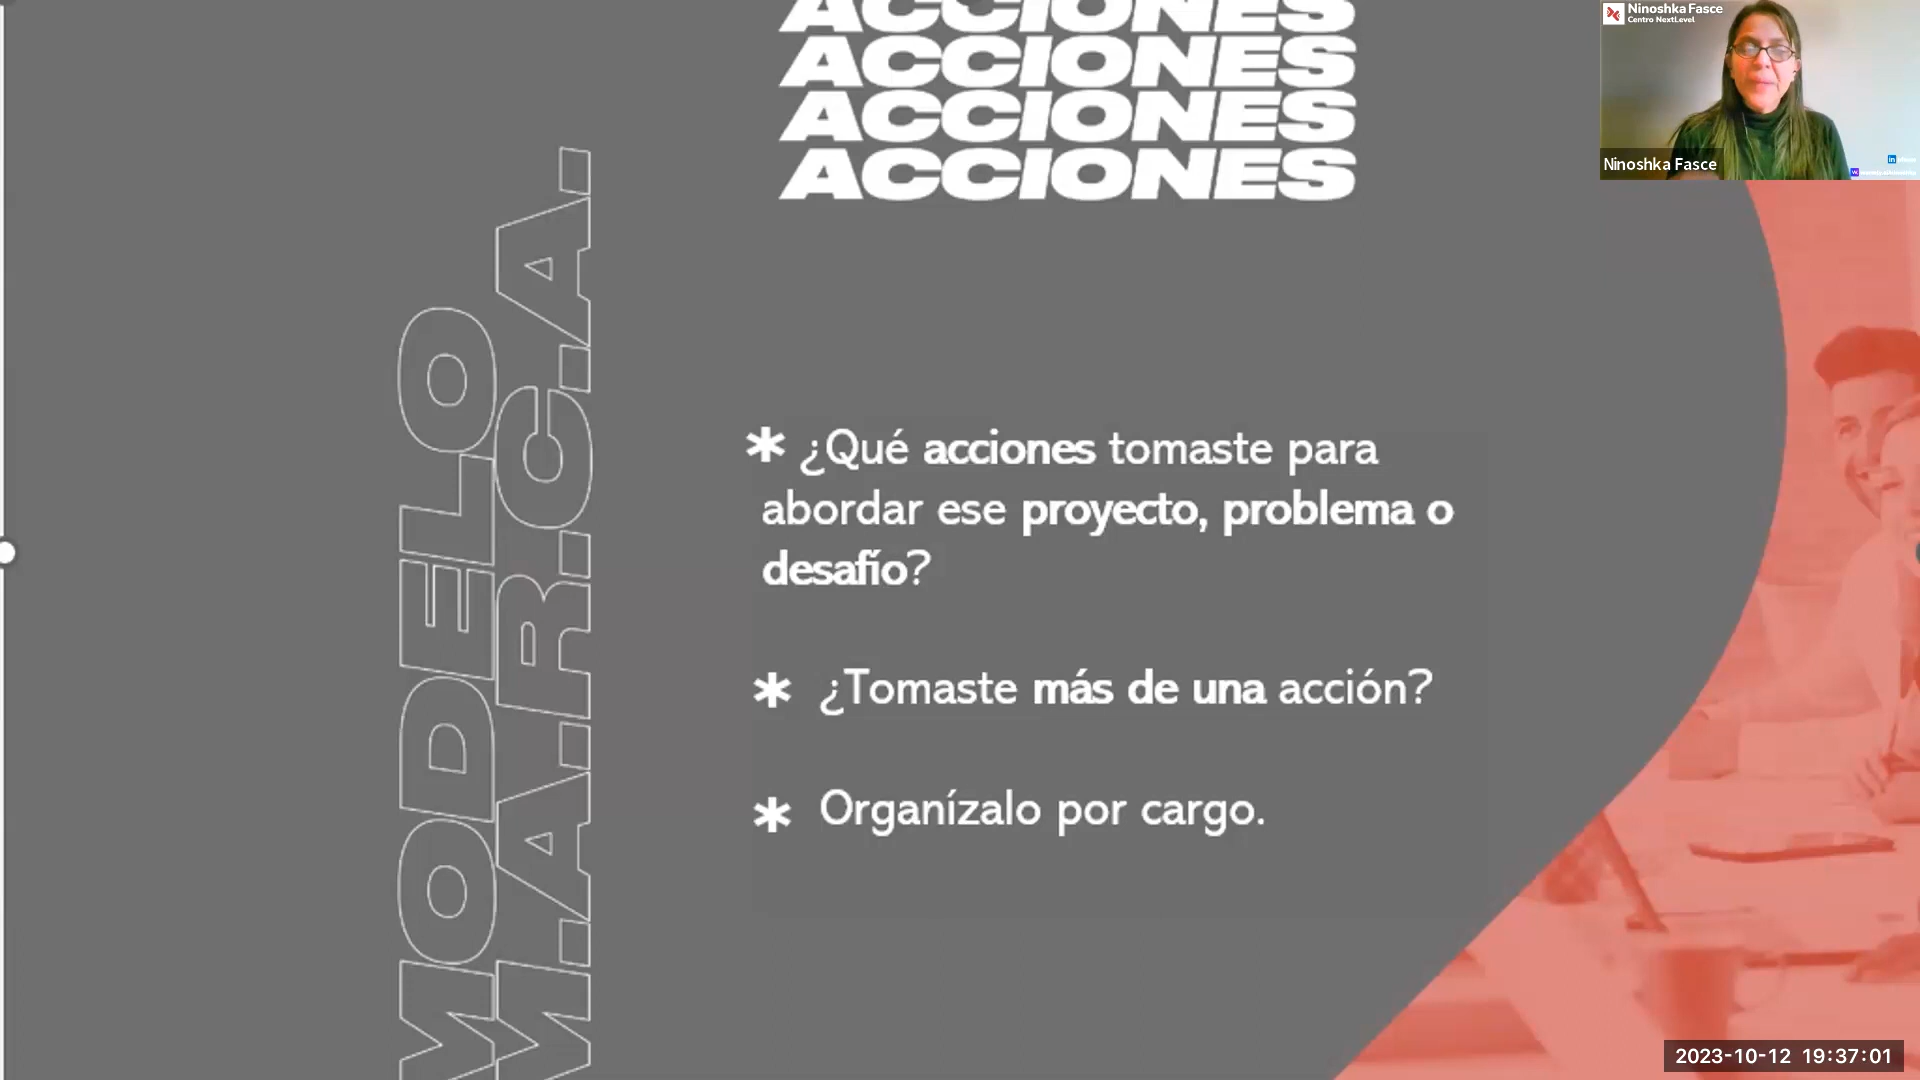 ACCIONES
ACCIONES
ACCIONES
ACCIONES
Ninoshka Fasce
Centro NextLevel
Ninoshka Fasce
MODELO
M.A.R.C.A.
* ¿Qué acciones tomaste para
abordar ese proyecto, problema o
desafío?
* ¿Tomaste más de una acción?
* Organízalo por cargo.
2023-10-12 19:37:01